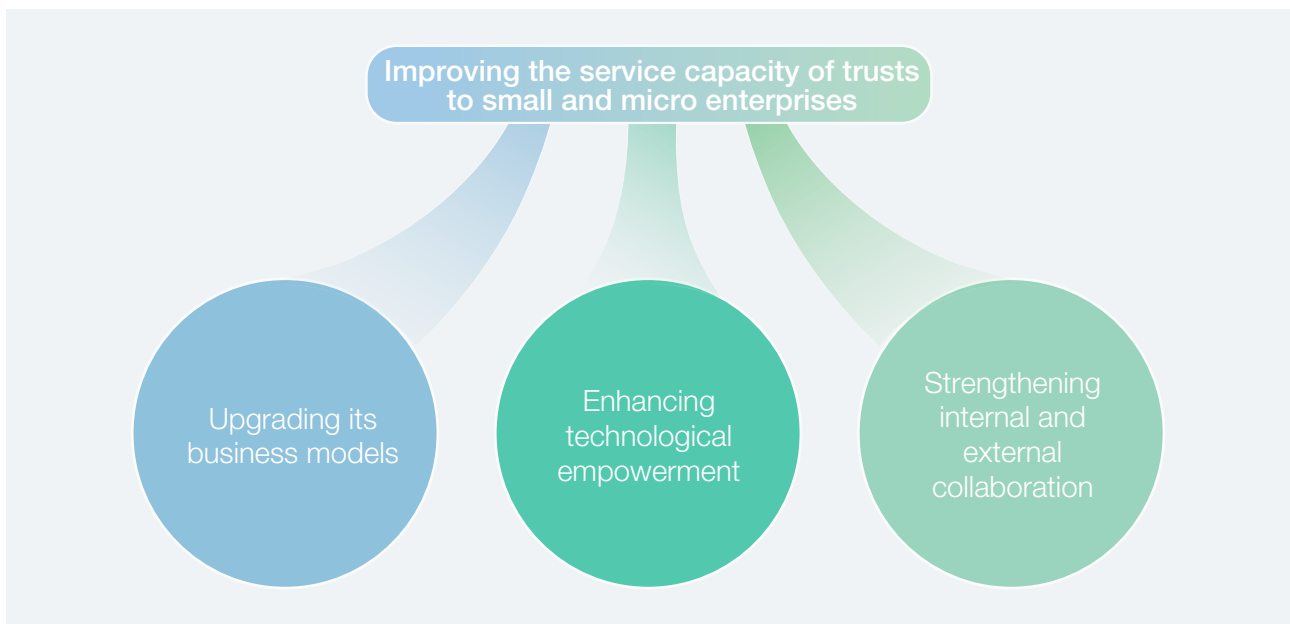 Improving the service capacity of trusts
to small and micro enterprises
Upgrading its
business models
Enhancing
technological
empowerment
Strengthening
internal and
external
collaboration